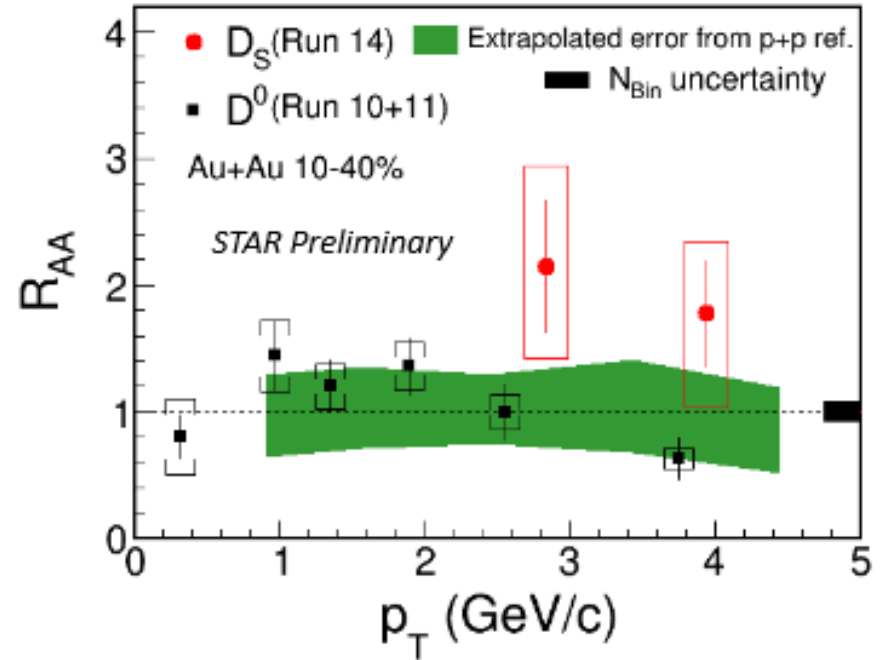 D_S(Run 14)
Extrapolated error from p+p ref.
N_Bin uncertainty
D^0(Run 10+11)
Au+Au 10-40%
STAR Preliminary
R_AA
4
3
2
1
0
0 1 2 3 4 5
p_T (GeV/c)